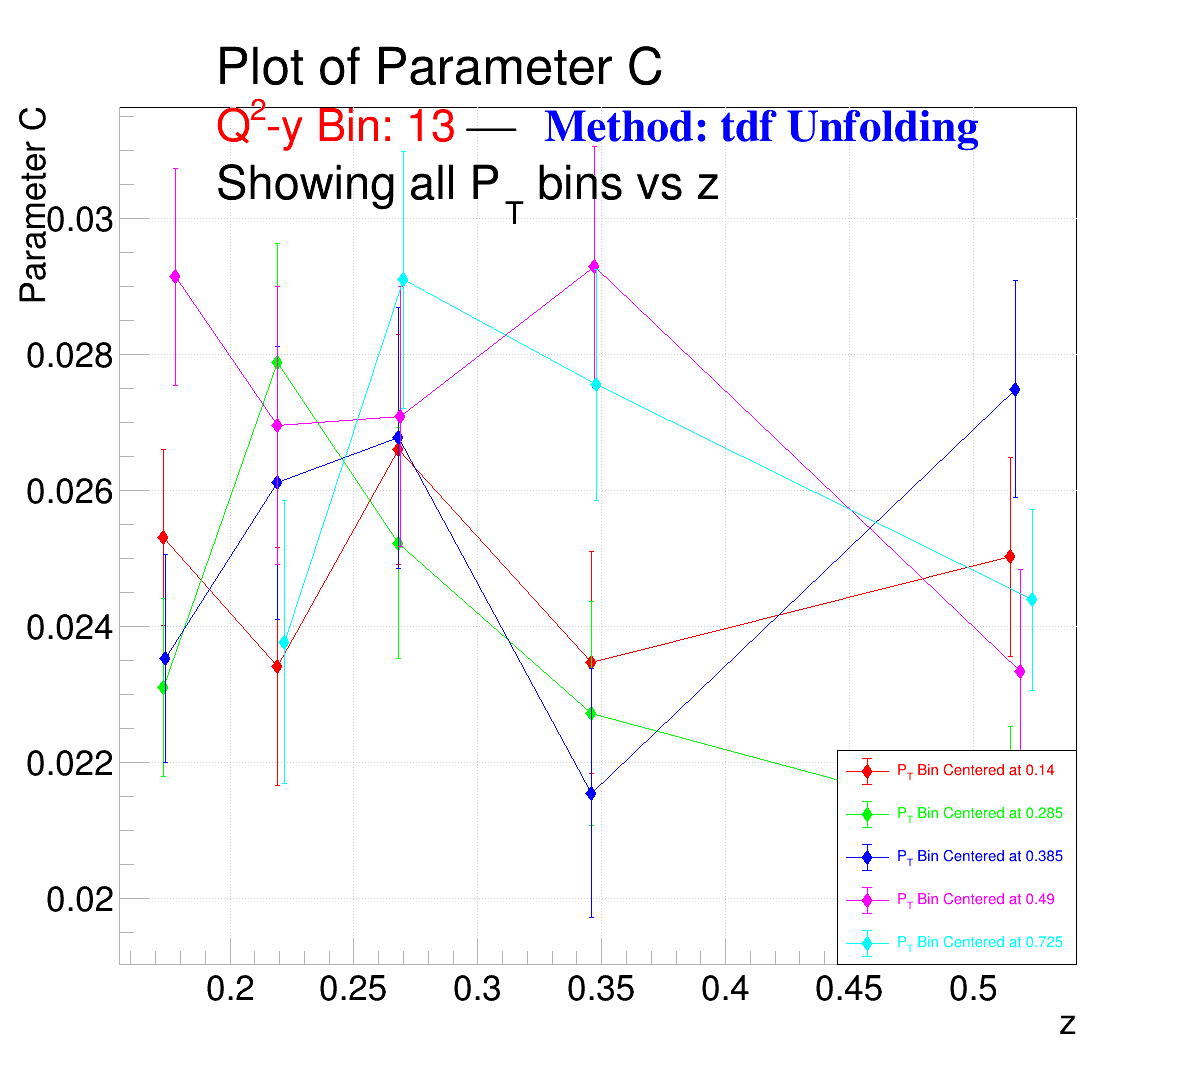 Plot of Parameter C
Q2-y Bin: 13 — Method: tdf Unfolding
Showing all PT bins vs z
Parameter C
0.03
0.028
0.026
0.024
0.022
0.02
PT Bin Centered at 0.14
PT Bin Centered at 0.285
PT Bin Centered at 0.385
PT Bin Centered at 0.49
PT Bin Centered at 0.725
0.2 0.25 0.3 0.35 0.4 0.45 0.5
z